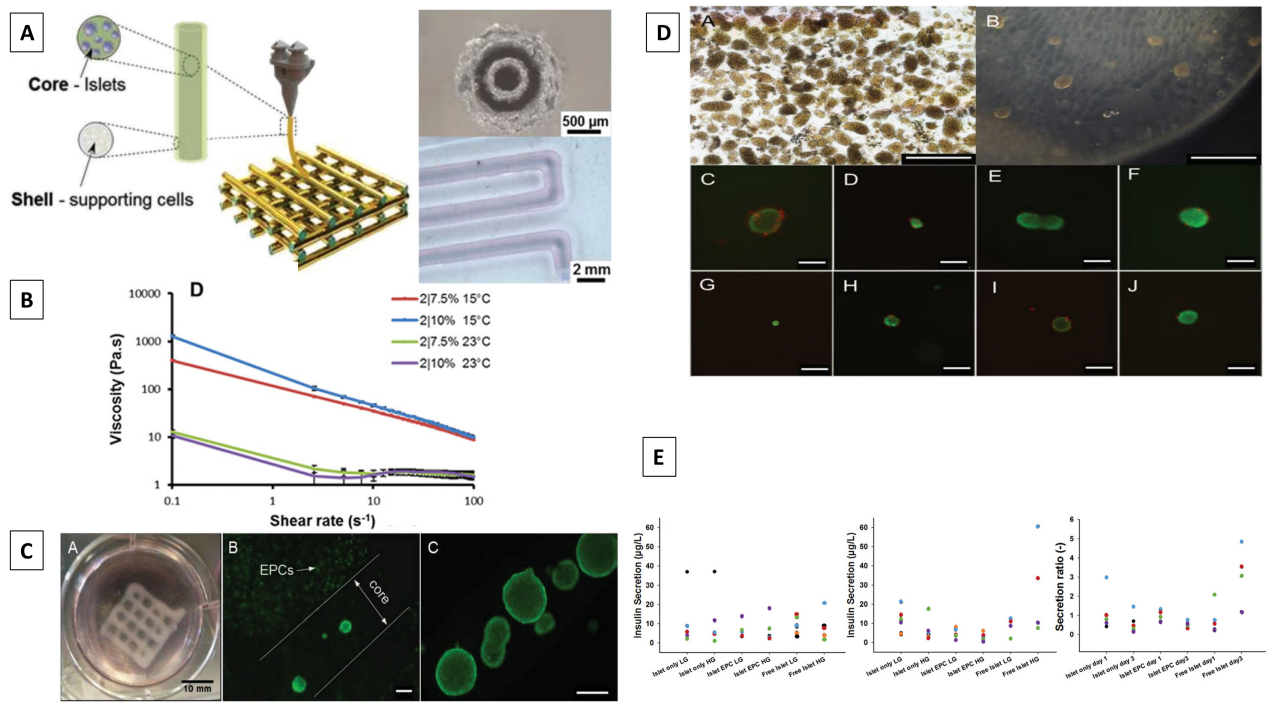 A
Core - Islets
Shell - supporting cells
500 µm
2 mm
B
D
10000
1000
100
10
1
Viscosity (Pa.s)
0.1
1
10
100
Shear rate (s-1)
2|7.5% 15°C
2|10% 15°C
2|7.5% 23°C
2|10% 23°C
C
A
10 mm
B
EPCs
core
C
D
A
B
C
D
E
F
G
H
I
J
E
Insulin Secretion (µg/L)
60
50
40
30
20
10
0
Islet only LG
Islet only HG
Islet EPC LG
Islet EPC HG
Free Islet LG
Free Islet HG
Insulin Secretion (µg/L)
60
50
40
30
20
10
0
Islet only LG
Islet only HG
Islet EPC LG
Islet EPC HG
Free Islet LG
Free Islet HG
Secretion ratio (-)
6
5
4
3
2
1
0
Islet only day 1
Islet only day 3
Islet EPC day 1
Islet EPC day3
Free Islet day1
Free Islet day3